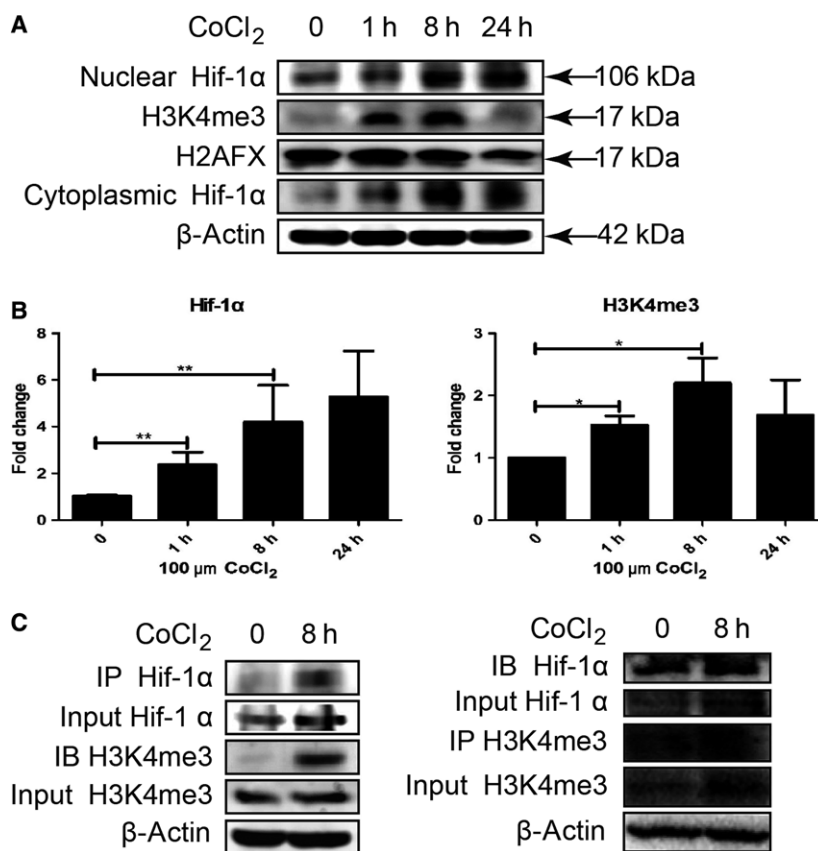 A
CoCl2 0 1 h 8 h 24 h
Nuclear Hif-1α 106 kDa
H3K4me3 17 kDa
H2AFX 17 kDa
Cytoplasmic Hif-1α
β-Actin 42 kDa
B
Hif-1α
Fold change
8
6
4
2
0
** **
0 1 h 8 h 24 h
100 μm CoCl2
H3K4me3
Fold change
3
2
1
0
* *
0 1 h 8 h 24 h
100 μm CoCl2
C
CoCl2 0 8 h
IP Hif-1α
Input Hif-1 α
IB H3K4me3
Input H3K4me3
β-Actin
CoCl2 0 8 h
IB Hif-1α
Input Hif-1 α
IP H3K4me3
Input H3K4me3
β-Actin